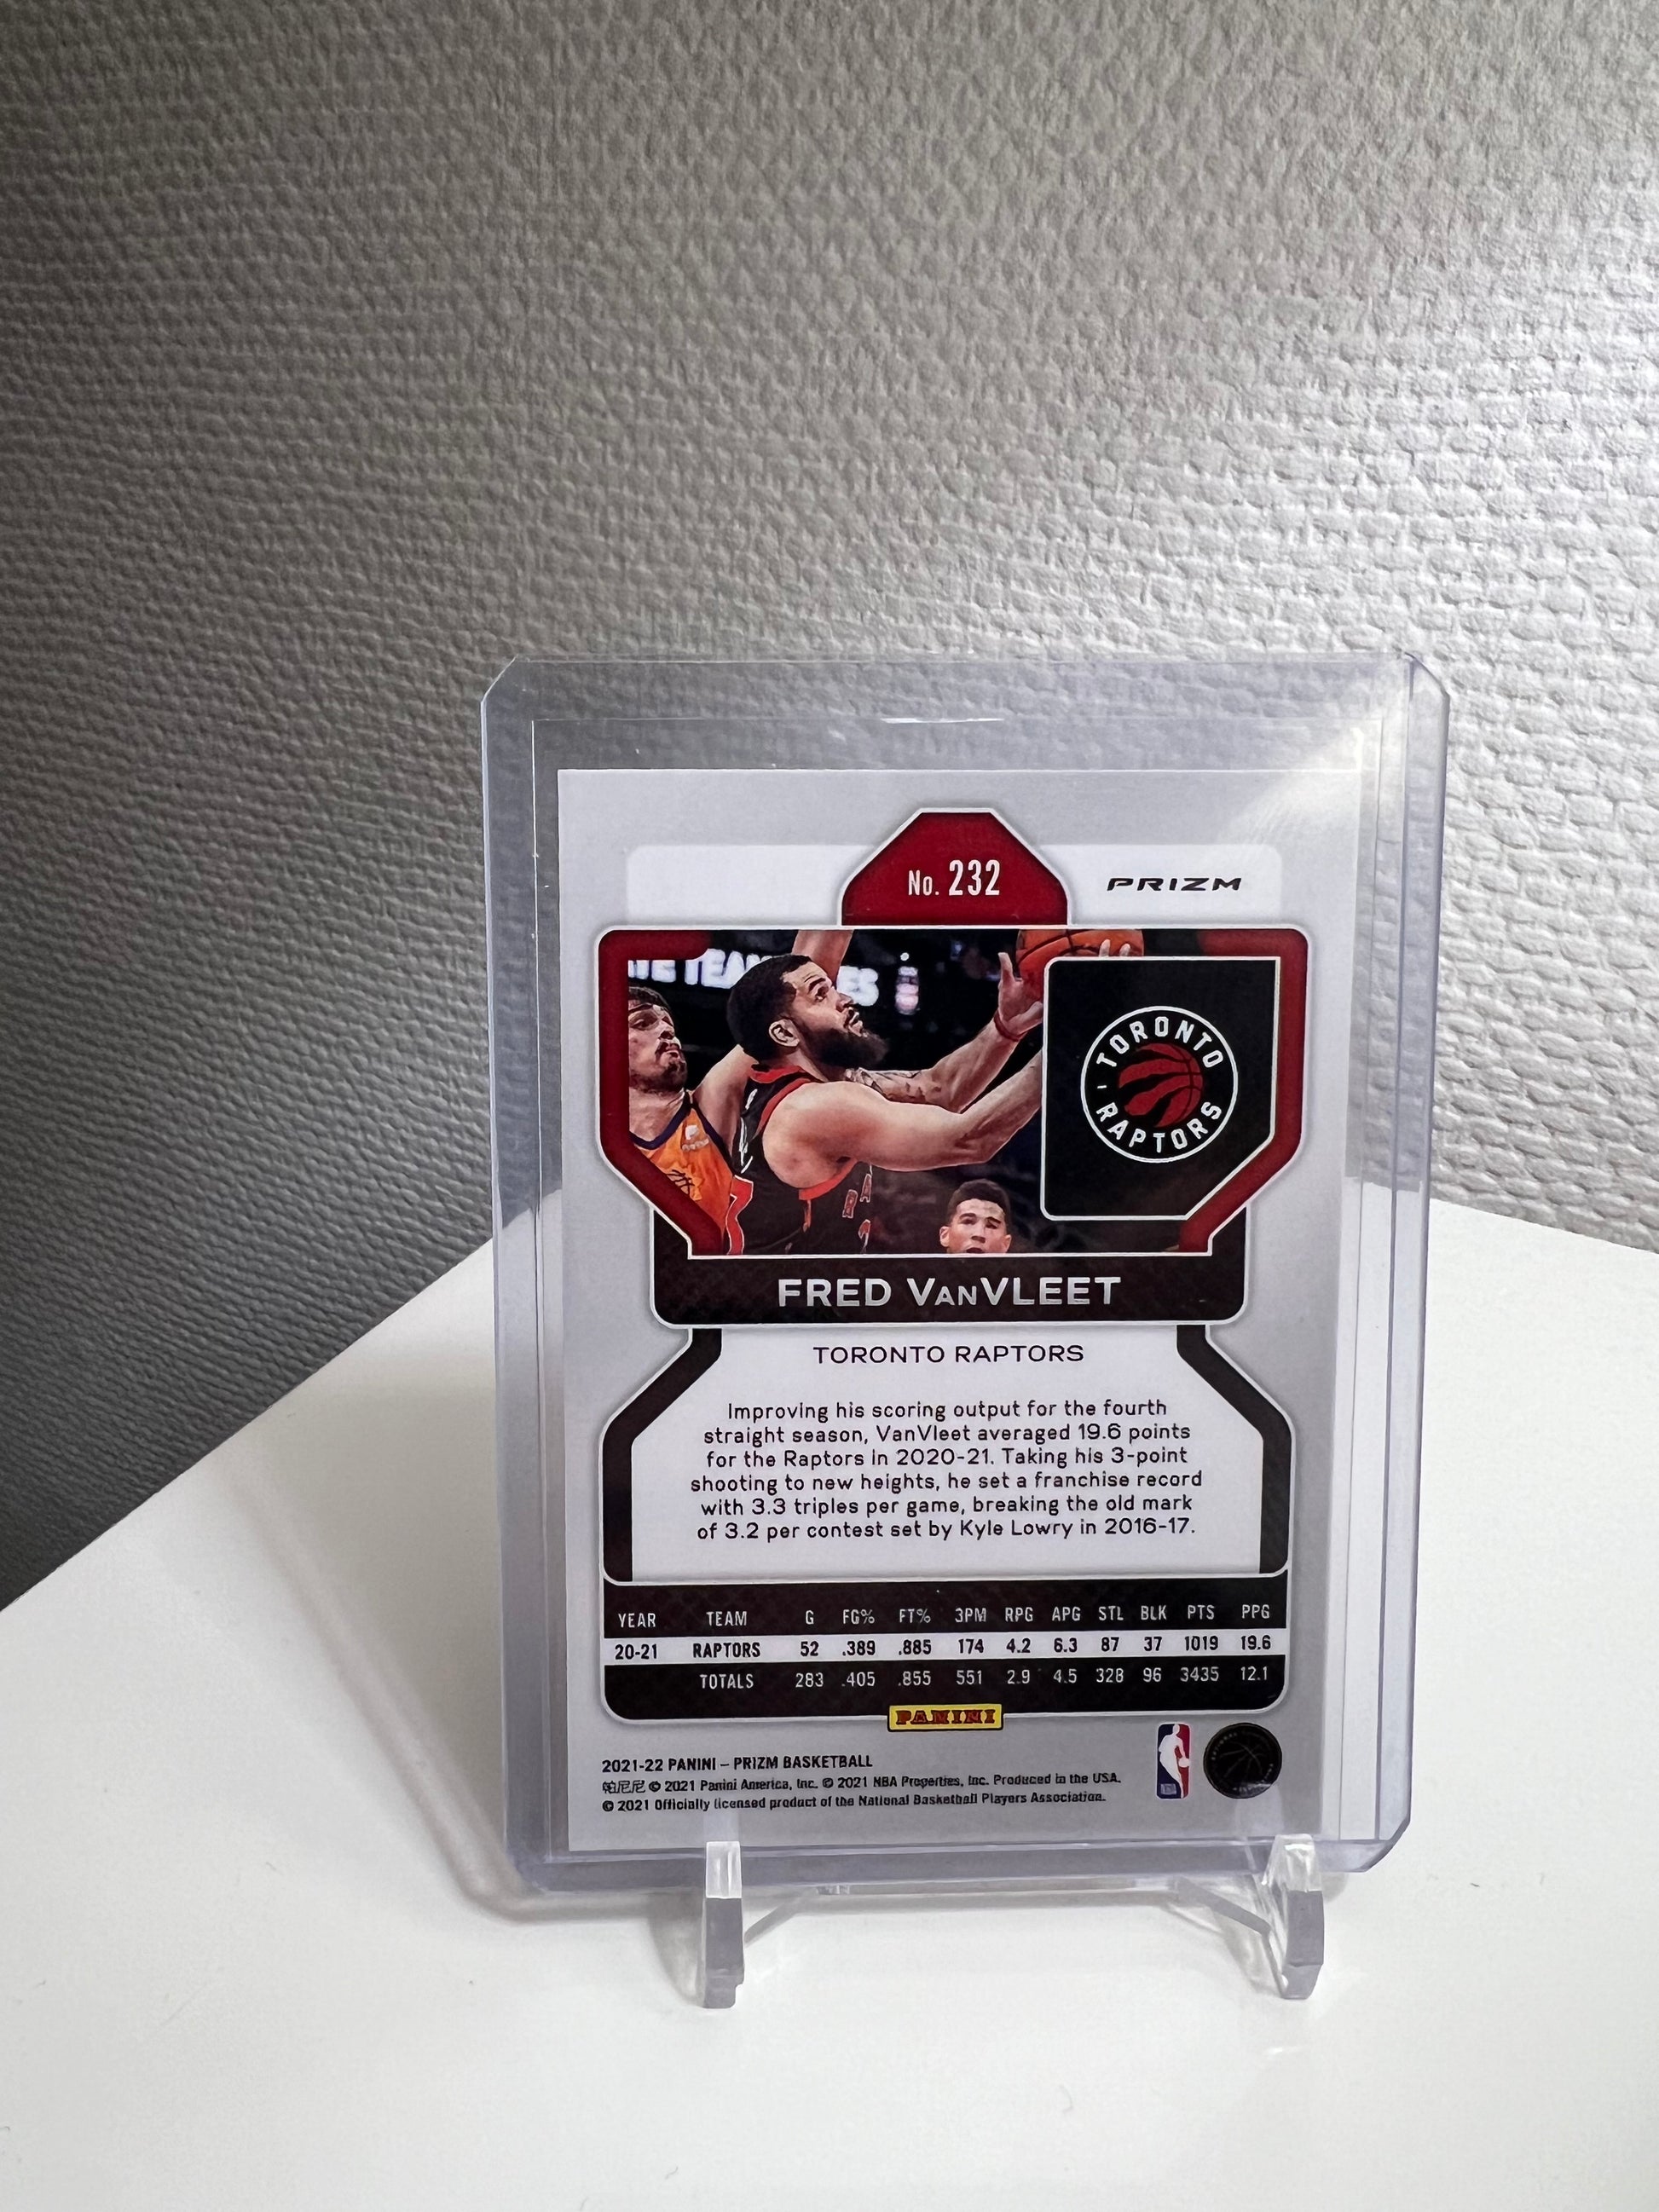 No. 232
PRIZM
TORONTO
RAPTORS
FRED VANVLEET
TORONTO RAPTORS
Improving his scoring output for the fourth
straight season, VanVleet averaged 19.6 points
for the Raptors in 2020-21. Taking his 3-point
shooting to new heights, he set a franchise record
with 3.3 triples per game, breaking the old mark
of 3.2 per contest set by Kyle Lowry in 2016-17.
YEAR TEAM G FG% FT% 3PM RPG APG STL BLK PTS PPG
20-21 RAPTORS 52 .389 .885 174 4.2 6.3 87 37 1019 19.6
TOTALS 283 .405 .855 551 2.9 4.5 328 96 3435 12.1
PANINI
2021-22 PANINI – PRIZM BASKETBALL
帕尼尼 © 2021 Panini America, Inc. © 2021 NBA Properties, Inc. Produced in the USA.
© 2021 Officially licensed product of the National Basketball Players Association.